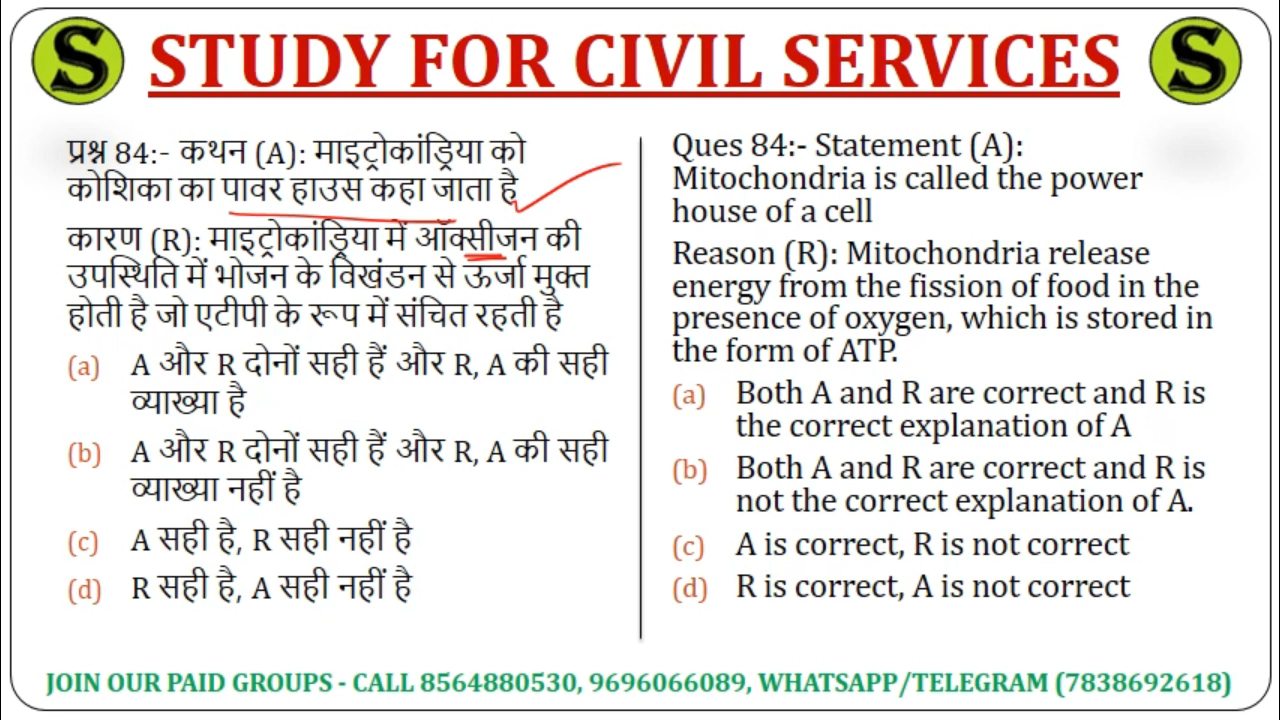 S
STUDY FOR CIVIL SERVICES
S
प्रश्न 84:- कथन (A): माइट्रोकांड्रिया को
कोशिका का पावर हाउस कहा जाता है
कारण (R): माइट्रोकांड्रिया में ऑक्सीजन की
उपस्थिति में भोजन के विखंडन से ऊर्जा मुक्त
होती है जो एटीपी के रूप में संचित रहती है
(a) A और R दोनों सही हैं और R, A की सही
व्याख्या है
(b) A और R दोनों सही हैं और R, A की सही
व्याख्या नहीं है
(c) A सही है, R सही नहीं है
(d) R सही है, A सही नहीं है
Ques 84:- Statement (A):
Mitochondria is called the power
house of a cell
Reason (R): Mitochondria release
energy from the fission of food in the
presence of oxygen, which is stored in
the form of ATP.
(a) Both A and R are correct and R is
the correct explanation of A
(b) Both A and R are correct and R is
not the correct explanation of A.
(c) A is correct, R is not correct
(d) R is correct, A is not correct
JOIN OUR PAID GROUPS - CALL 8564880530, 9696066089, WHATSAPP/TELEGRAM (7838692618)